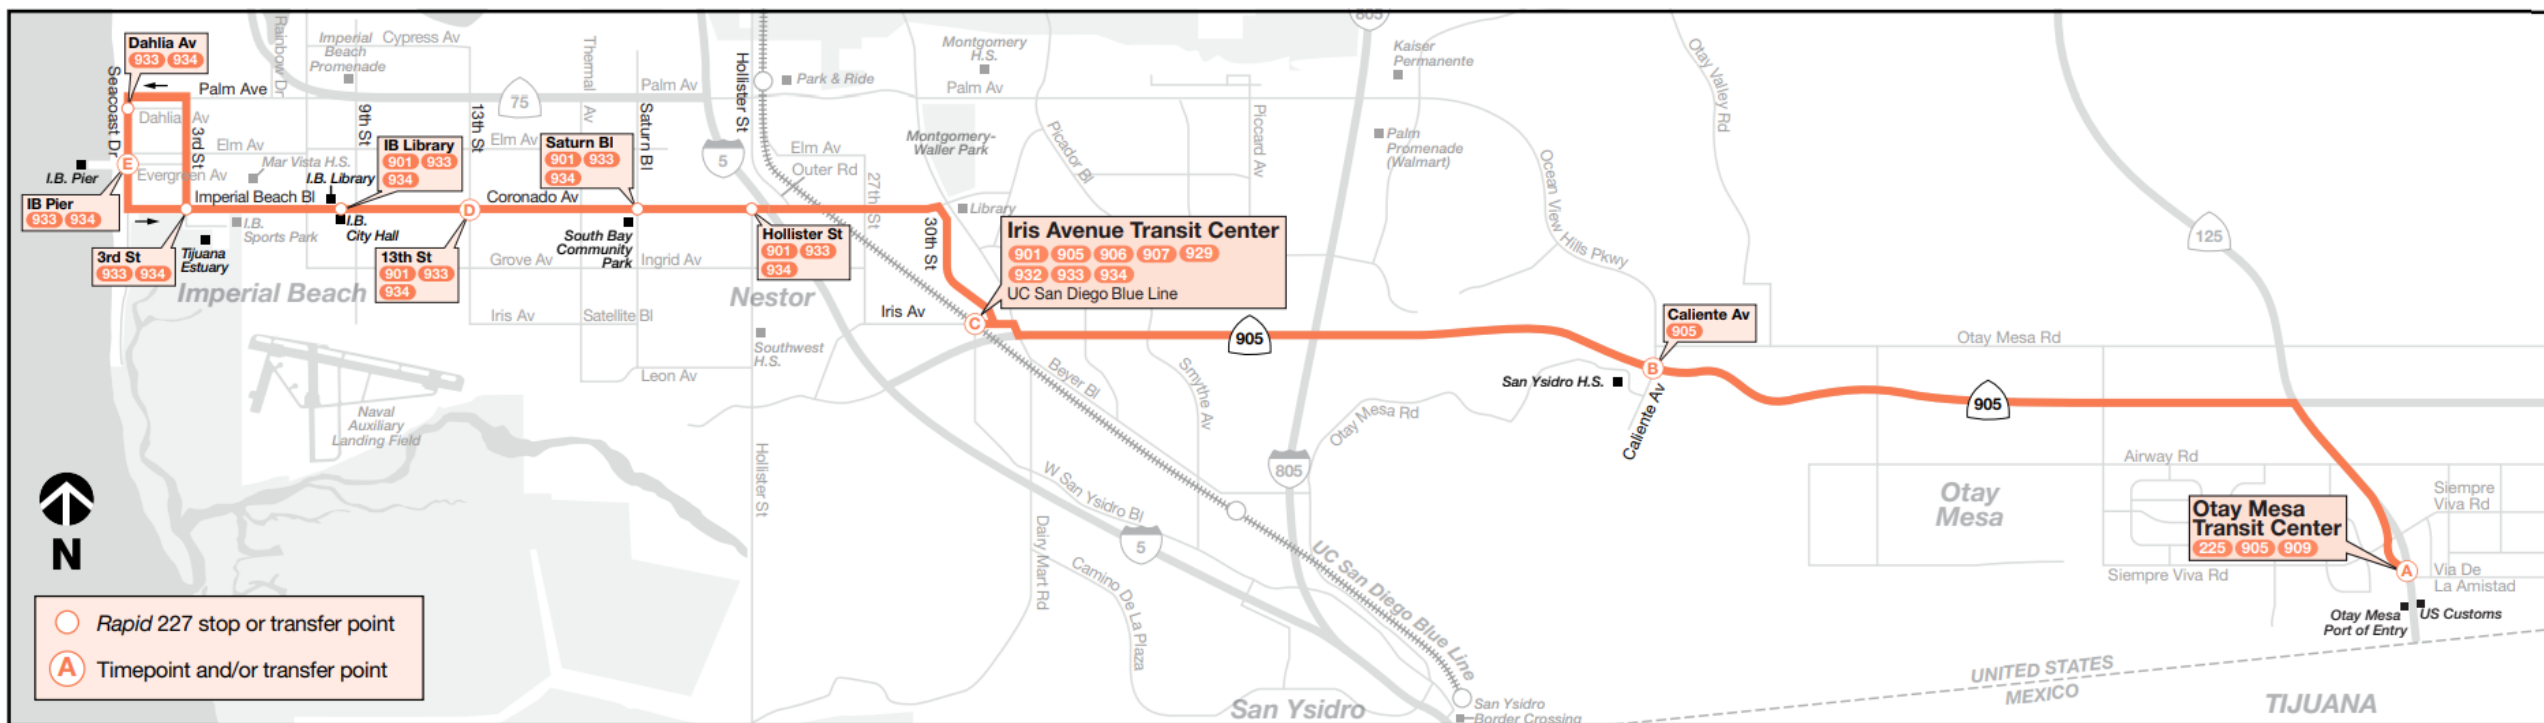 Dahlia Av
933 934
Seacoast Dr
Palm Ave
Rainbow Dr
Imperial
Beach
Promenade
Cypress Av
75
Thermal Av
Palm Av
Saturn Bl
Hollister St
Park & Ride
Montgomery
H.S.
Palm Av
805
Kaiser
Permanente
Otay Valley Rd
Dahlia Av
3rd St
Elm Av
Mar Vista H.S.
9th St
13th St
Elm Av
E
I.B. Pier
Evergreen Av
I.B. Library
IB Library
901 933
934
Saturn Bl
901 933
934
5
Elm Av
Outer Rd
27th St
Montgomery-
Waller Park
Picador Bl
Piccard Av
Palm
Promenade
(Walmart)
Ocean View Hills Pkwy
125
IB Pier
933 934
Imperial Beach Bl
I.B.
Sports Park
I.B.
City Hall
D
Coronado Av
South Bay
Community
Park
Hollister St
901 933
934
Library
30th St
Iris Avenue Transit Center
901 905 906 907 929
932 933 934
UC San Diego Blue Line
3rd St
933 934
Tijuana
Estuary
13th St
901 933
934
Grove Av
Ingrid Av
Imperial Beach
Nestor
Iris Av
Satellite Bl
Iris Av
C
905
Caliente Av
905
Otay Mesa Rd
Southwest
H.S.
Leon Av
Beyer Bl
Smythe Av
San Ysidro H.S.
B
Caliente Av
905
Naval
Auxiliary
Landing Field
Otay Mesa Rd
Hollister St
W San Ysidro Bl
805
Airway Rd
Otay
Mesa
Siempre
Viva Rd
Otay Mesa
Transit Center
225 905 909
N
5
Dairy Mart Rd
Camino De La Plaza
UC San Diego Blue Line
Siempre Viva Rd
A
Via De
La Amistad
Otay Mesa
Port of Entry
US Customs
Rapid 227 stop or transfer point
A
Timepoint and/or transfer point
UNITED STATES
MEXICO
San Ysidro
San Ysidro
Border Crossing
TIJUANA